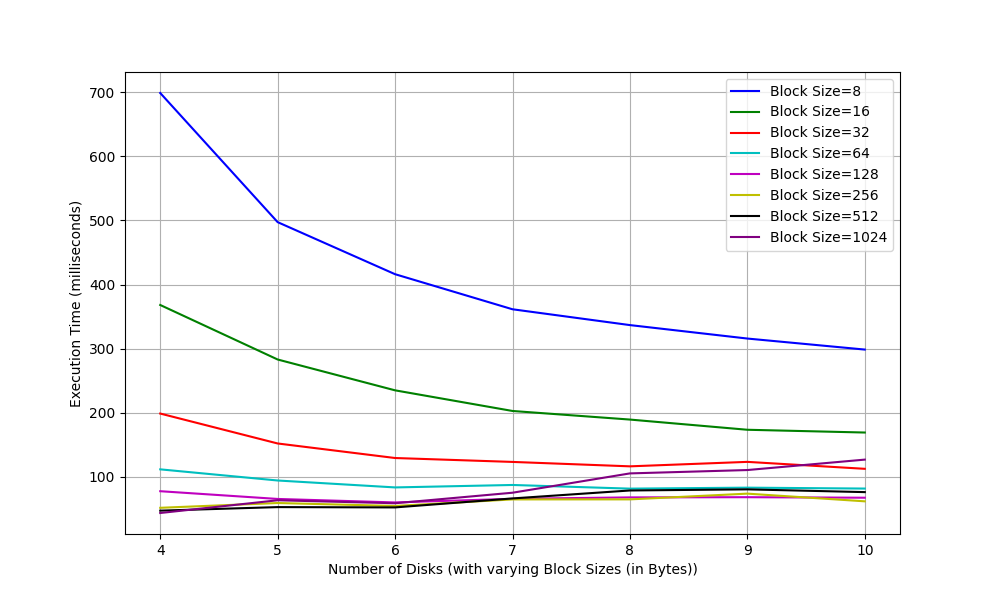 700
600
500
400
300
200
100
Execution Time (milliseconds)
Block Size=8
Block Size=16
Block Size=32
Block Size=64
Block Size=128
Block Size=256
Block Size=512
Block Size=1024
4 5 6 7 8 9 10
Number of Disks (with varying Block Sizes (in Bytes))